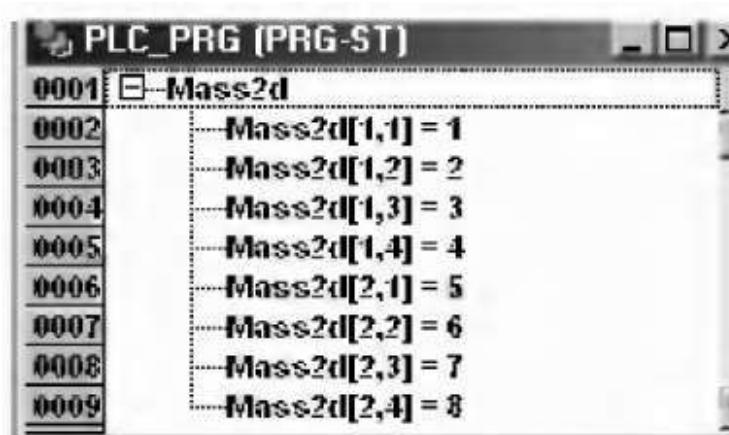 PLC_PRG (PRG-ST)
0001 Mass2d
0002 Mass2d[1,1] = 1
0003 Mass2d[1,2] = 2
0004 Mass2d[1,3] = 3
0005 Mass2d[1,4] = 4
0006 Mass2d[2,1] = 5
0007 Mass2d[2,2] = 6
0008 Mass2d[2,3] = 7
0009 Mass2d[2,4] = 8